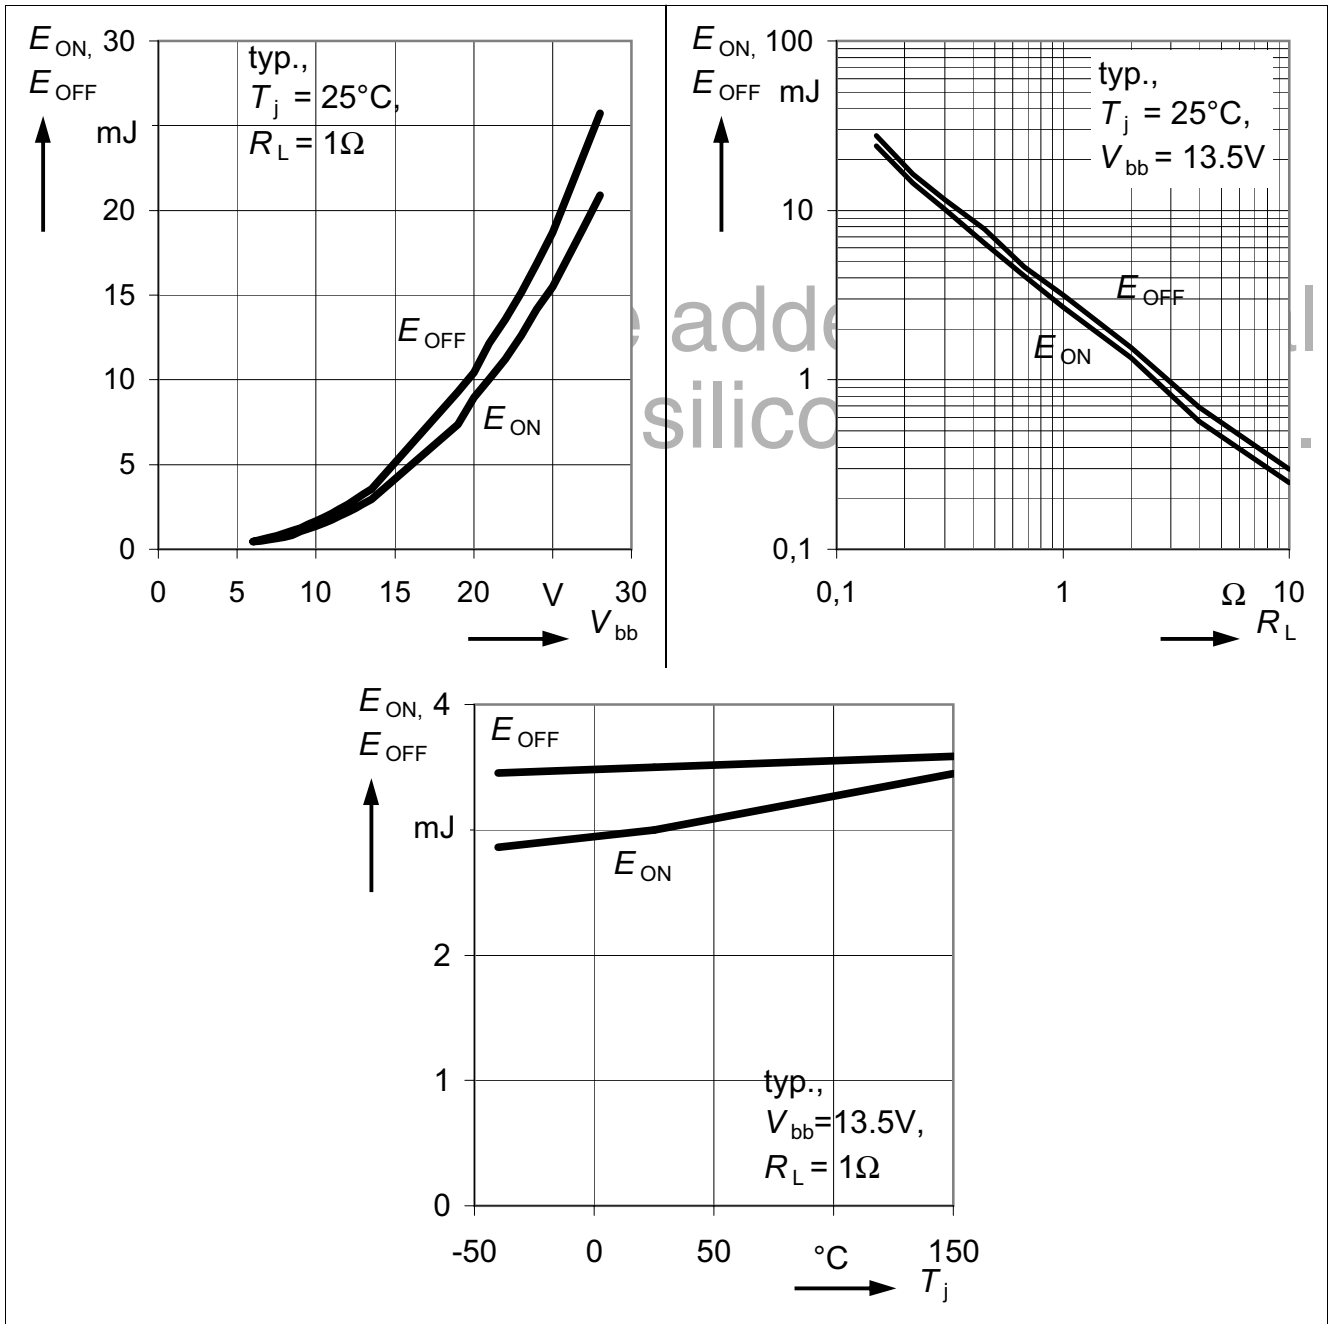 E ON, 30
E OFF
mJ
20
15
10
5
0
0 5 10 15 20 V 30
V bb
typ.,
T j = 25°C,
R L = 1Ω
E OFF
E ON
E ON, 100
E OFF mJ
10
1
0,1
0,1 1 Ω 10
R L
typ.,
T j = 25°C,
V bb = 13.5V
E OFF
E ON
adde
silico
E ON, 4
E OFF
mJ
2
1
0
-50 0 50 °C 150
T j
E OFF
E ON
typ.,
V bb=13.5V,
R L = 1Ω